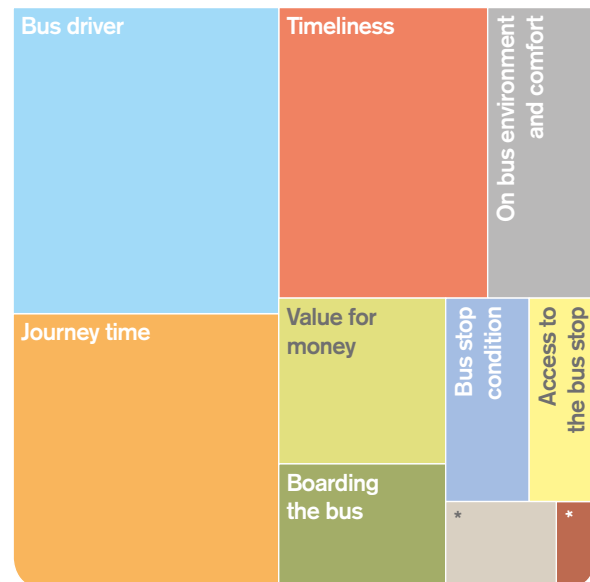 Bus driver
Timeliness
On bus environment
and comfort
Journey time
Value for
money
Bus stop
condition
Access to
the bus stop
Boarding
the bus
*
*